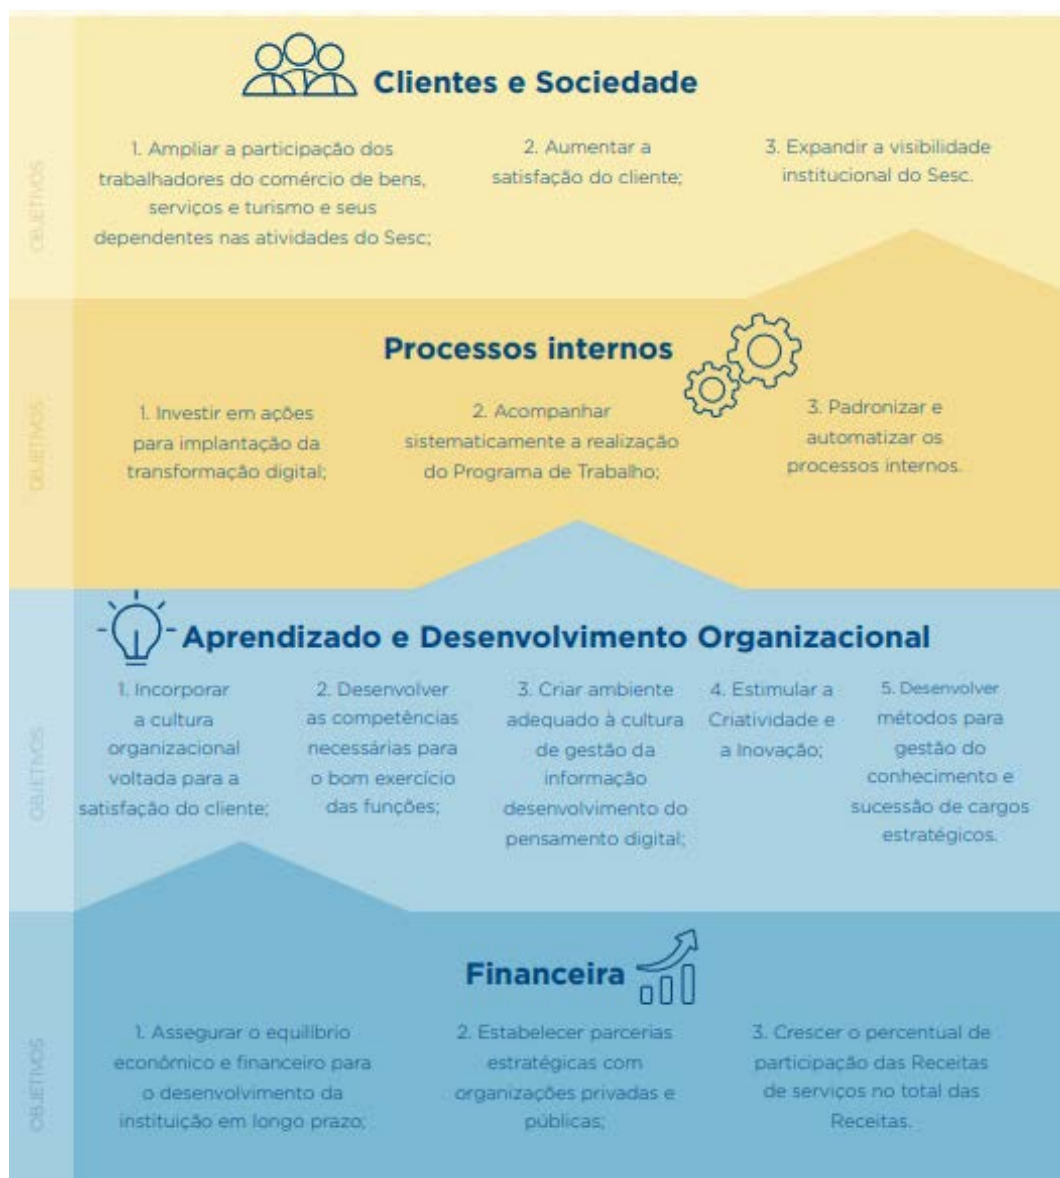 Clientes e Sociedade
OBJETIVOS
1. Ampliar a participação dos
trabalhadores do comércio de bens,
serviços e turismo e seus
dependentes nas atividades do Sesc;
2. Aumentar a
satisfação do cliente;
3. Expandir a visibilidade
institucional do Sesc.
Processos internos
OBJETIVOS
1. Investir em ações
para implantação da
transformação digital;
2. Acompanhar
sistematicamente a realização
do Programa de Trabalho;
3. Padronizar e
automatizar os
processos internos.
Aprendizado e Desenvolvimento Organizacional
OBJETIVOS
1. Incorporar
a cultura
organizacional
voltada para a
satisfação do cliente;
2. Desenvolver
as competências
necessárias para
o bom exercício
das funções;
3. Criar ambiente
adequado à cultura
de gestão da
informação
desenvolvimento do
pensamento digital;
4. Estimular a
Criatividade e
a Inovação;
5. Desenvolver
métodos para
gestão do
conhecimento e
sucessão de cargos
estratégicos.
Financeira
OBJETIVOS
1. Assegurar o equilíbrio
econômico e financeiro para
o desenvolvimento da
instituição em longo prazo;
2. Estabelecer parcerias
estratégicas com
organizações privadas e
públicas;
3. Crescer o percentual de
participação das Receitas
de serviços no total das
Receitas.